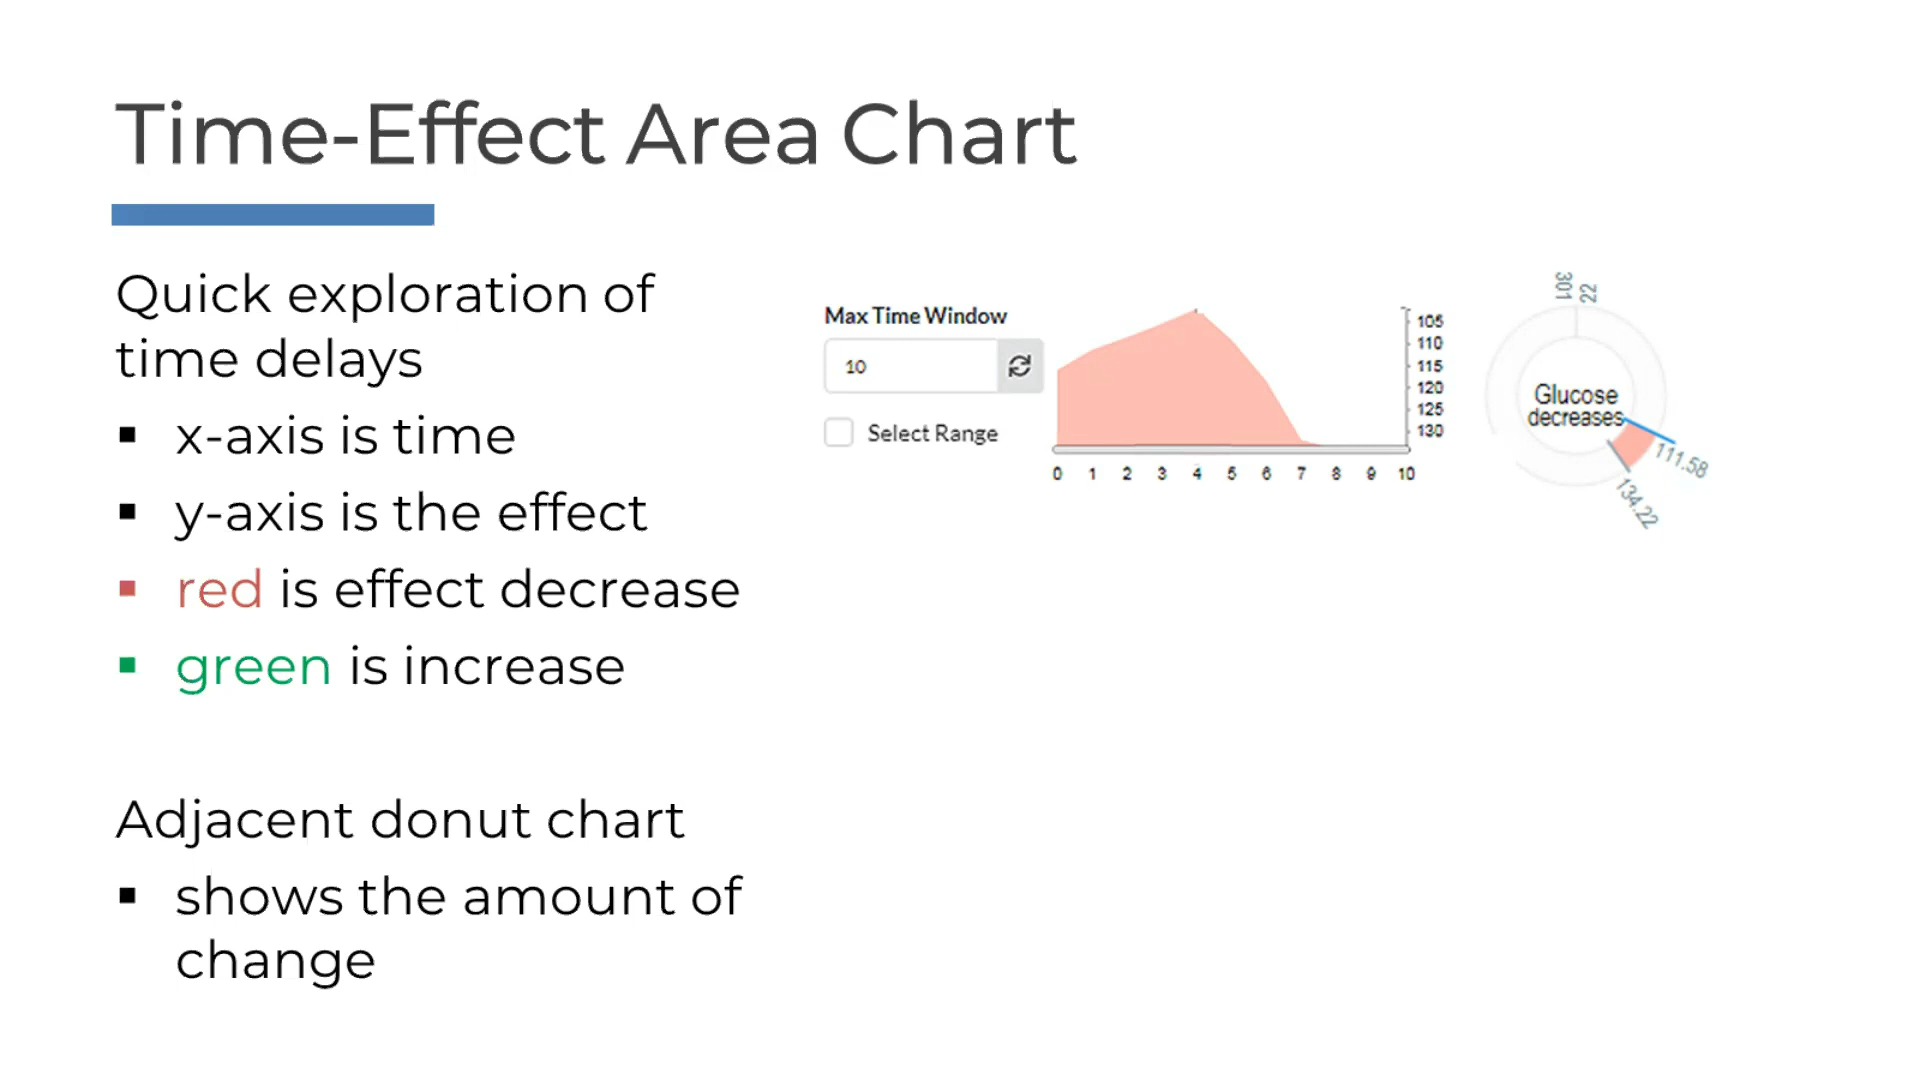 Time-Effect Area Chart
Quick exploration of
time delays
▪ x-axis is time
▪ y-axis is the effect
▪ red is effect decrease
▪ green is increase
Adjacent donut chart
▪ shows the amount of
change
Max Time Window
10
Select Range
105
110
115
120
125
130
0 1 2 3 4 5 6 7 8 9 10
301
22
Glucose
decreases
111.58
134.22